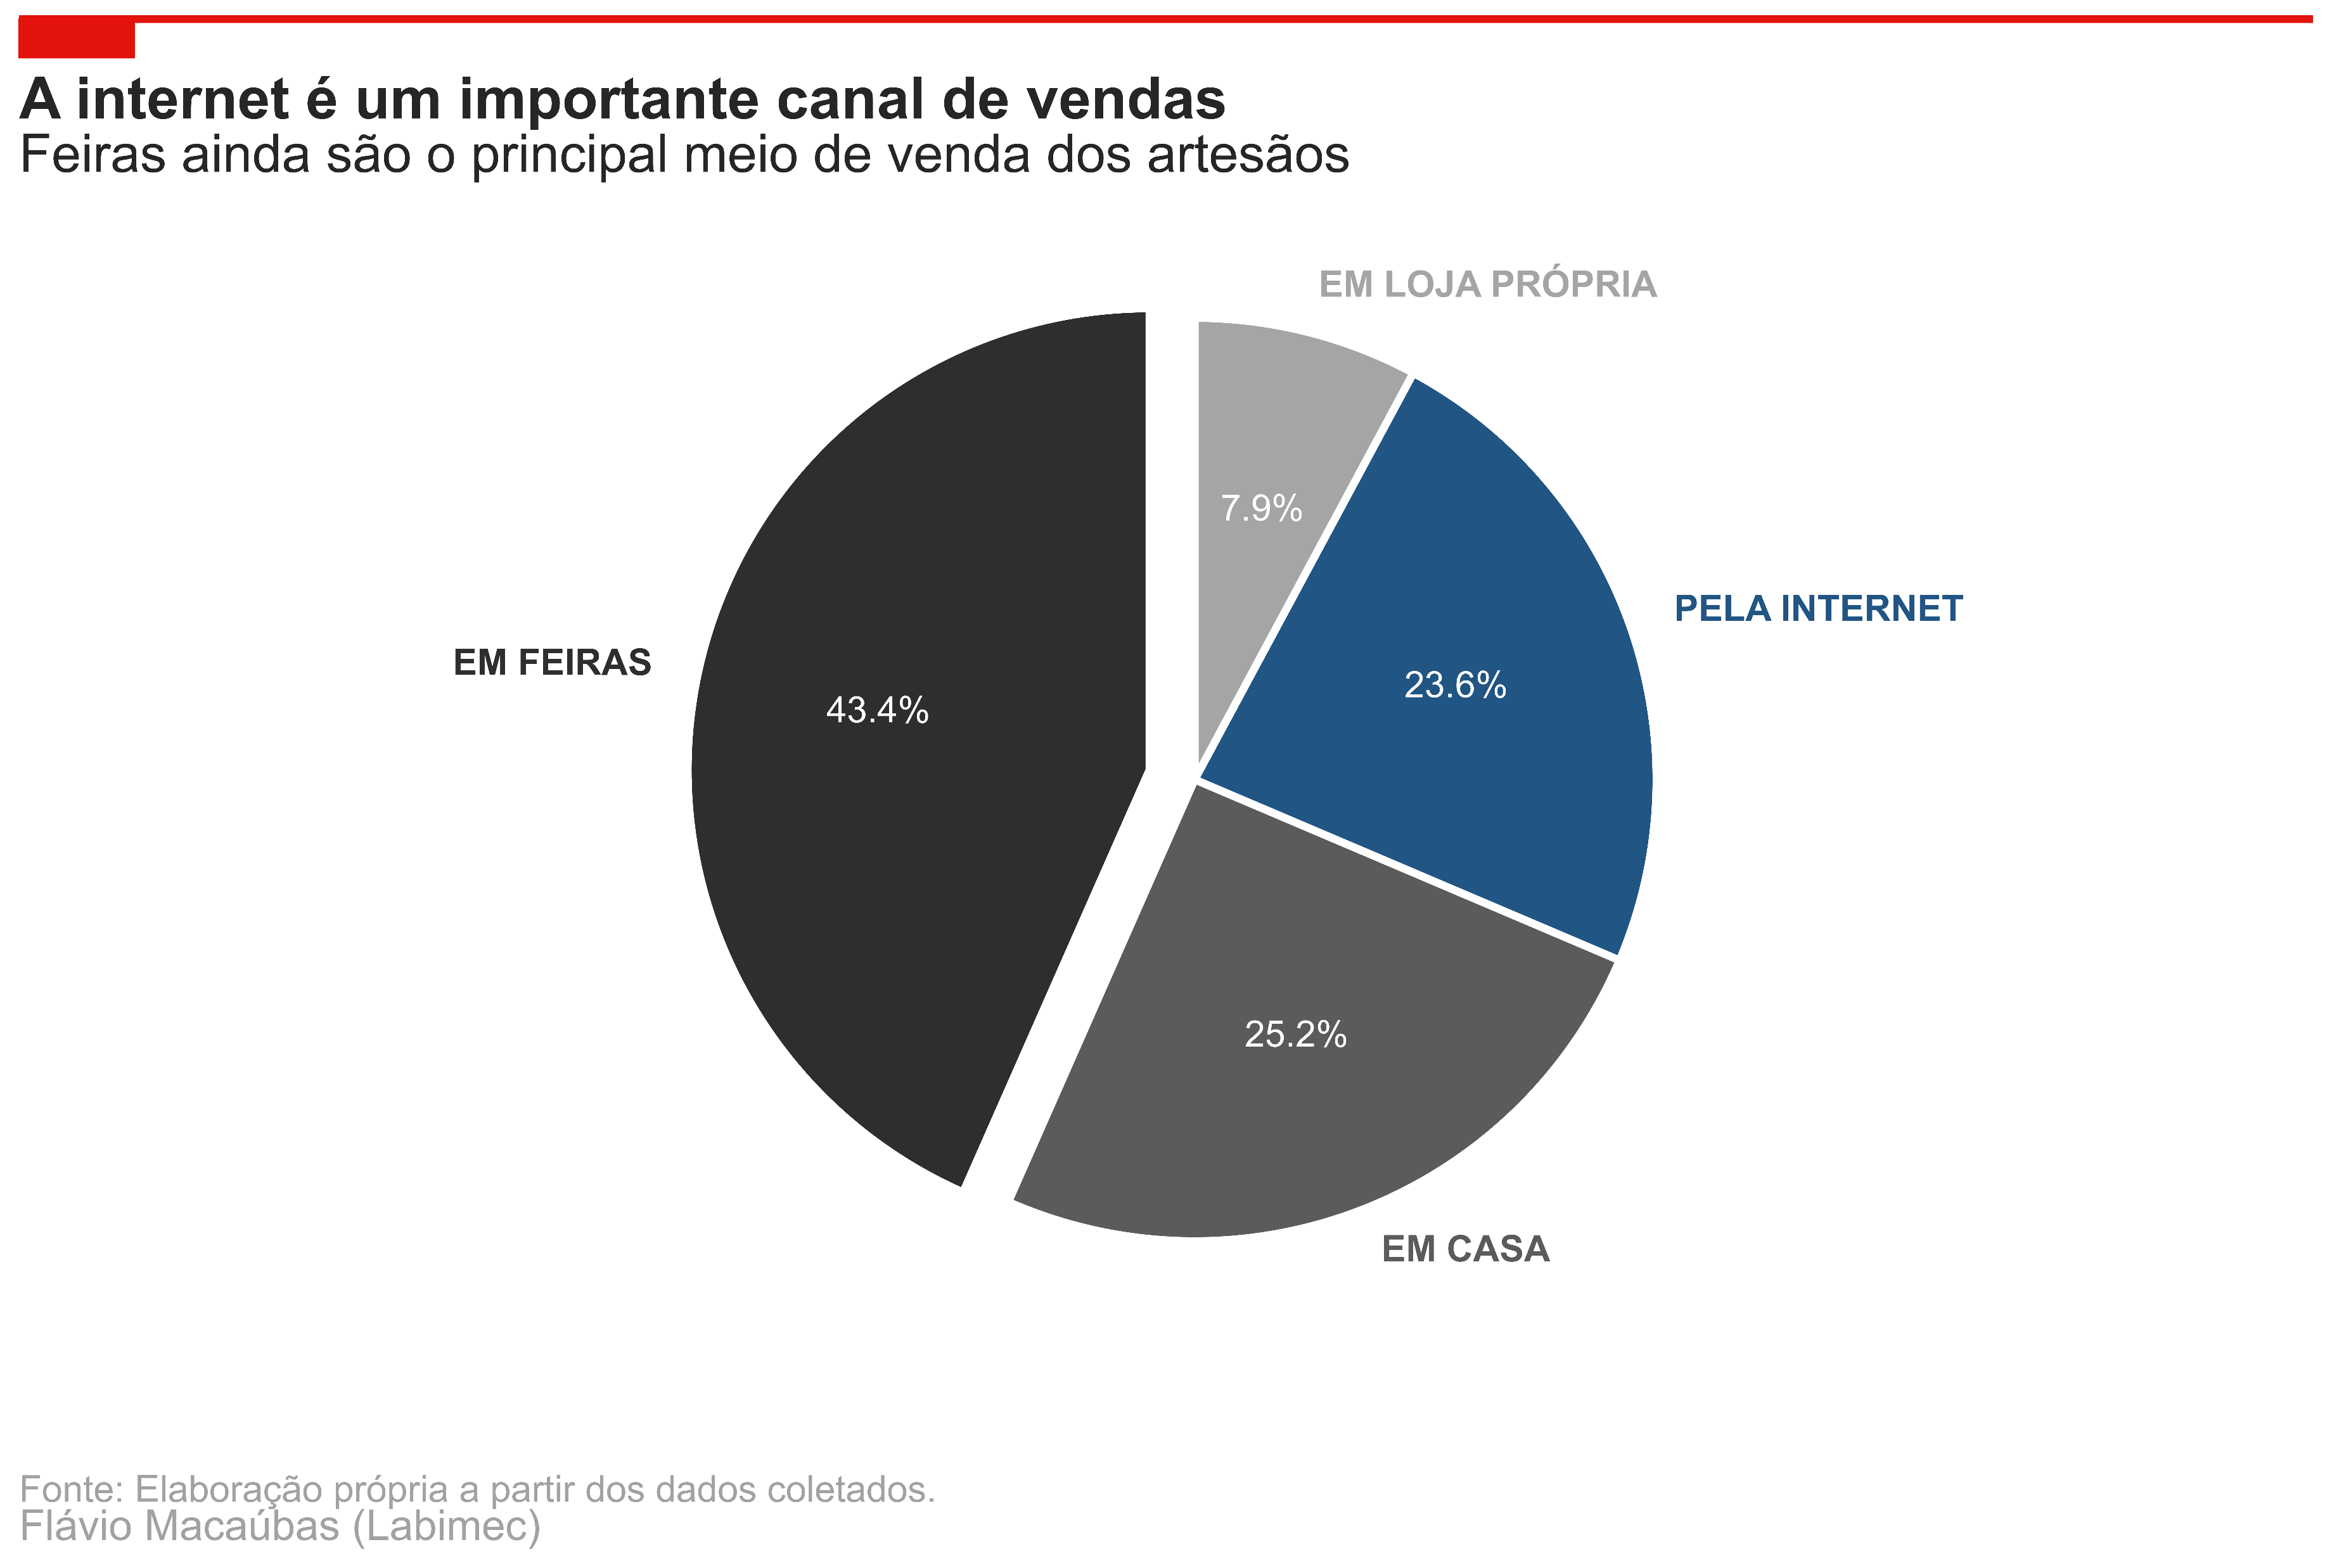 A internet é um importante canal de vendas
Feiras ainda são o principal meio de venda dos artesãos
EM LOJA PRÓPRIA
7.9%
PELA INTERNET
23.6%
EM FEIRAS
43.4%
25.2%
EM CASA
Fonte: Elaboração própria a partir dos dados coletados.
Flávio Macaúbas (Labimec)